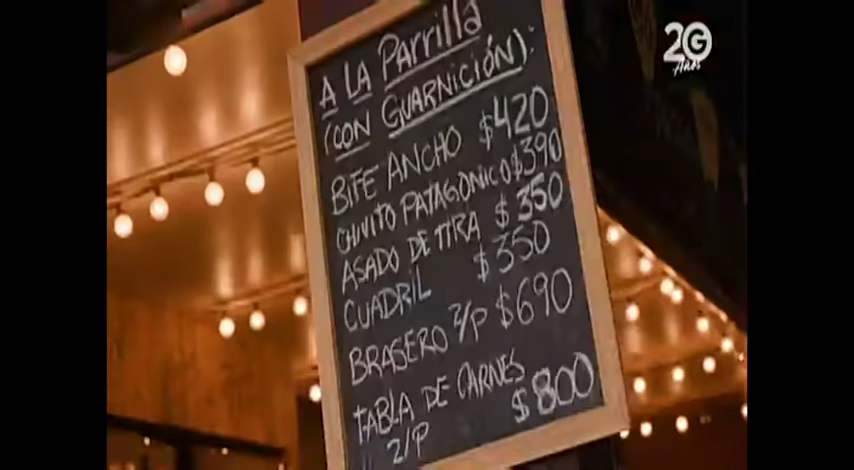 A LA PARRILLA
(CON GUARNICIÓN):
BIFE ANCHO $420
CHIVITO PATAGONICO $390
ASADO DE TIRA $350
CUADRIL $350
BRASERO 2/P $690
TABLA DE CARNES
2/P $800
20 G
Años